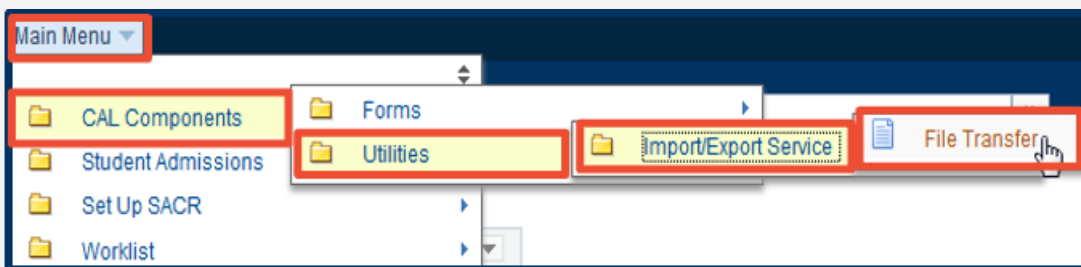 Main Menu
CAL Components
Forms
Utilities
Import/Export Service
File Transfer
Student Admissions
Set Up SACR
Worklist